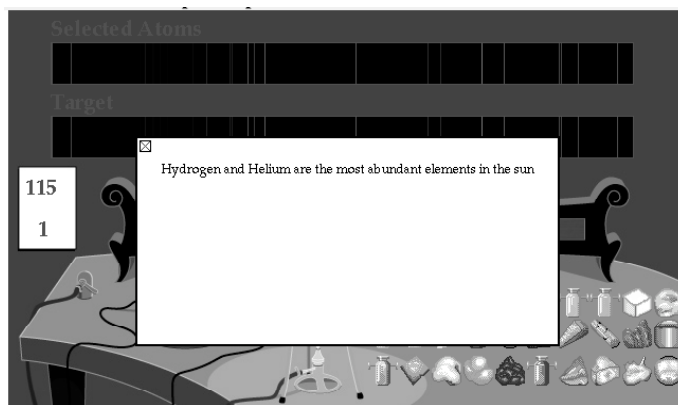 Selected Atoms
Target
Hydrogen and Helium are the most abundant elements in the sun
115
1